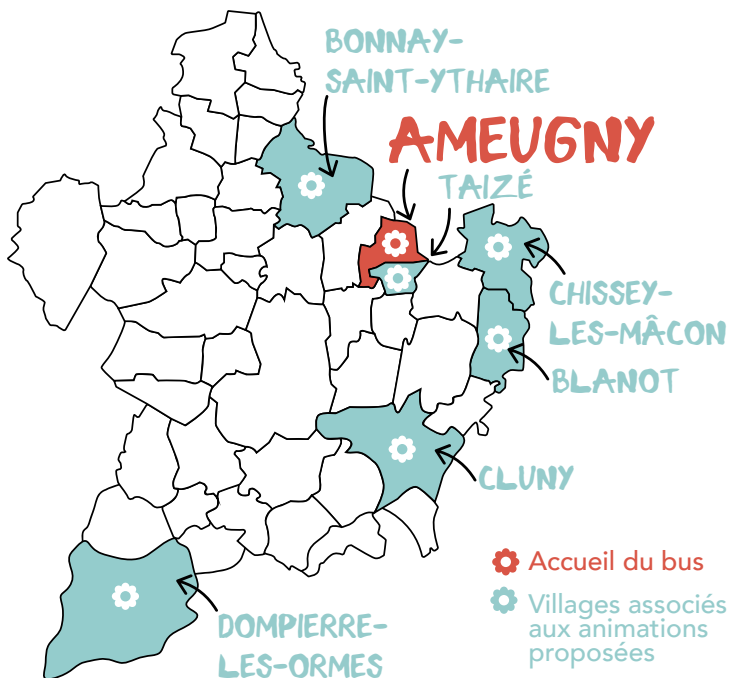 BONNAY-
SAINT-YTHAIRE
AMEUGNY
TAIZÉ
CHISSEY-
LES-MÂCON
BLANOT
CLUNY
DOMPIERRE-
LES-ORMES
Accueil du bus
Villages associés
aux animations
proposées